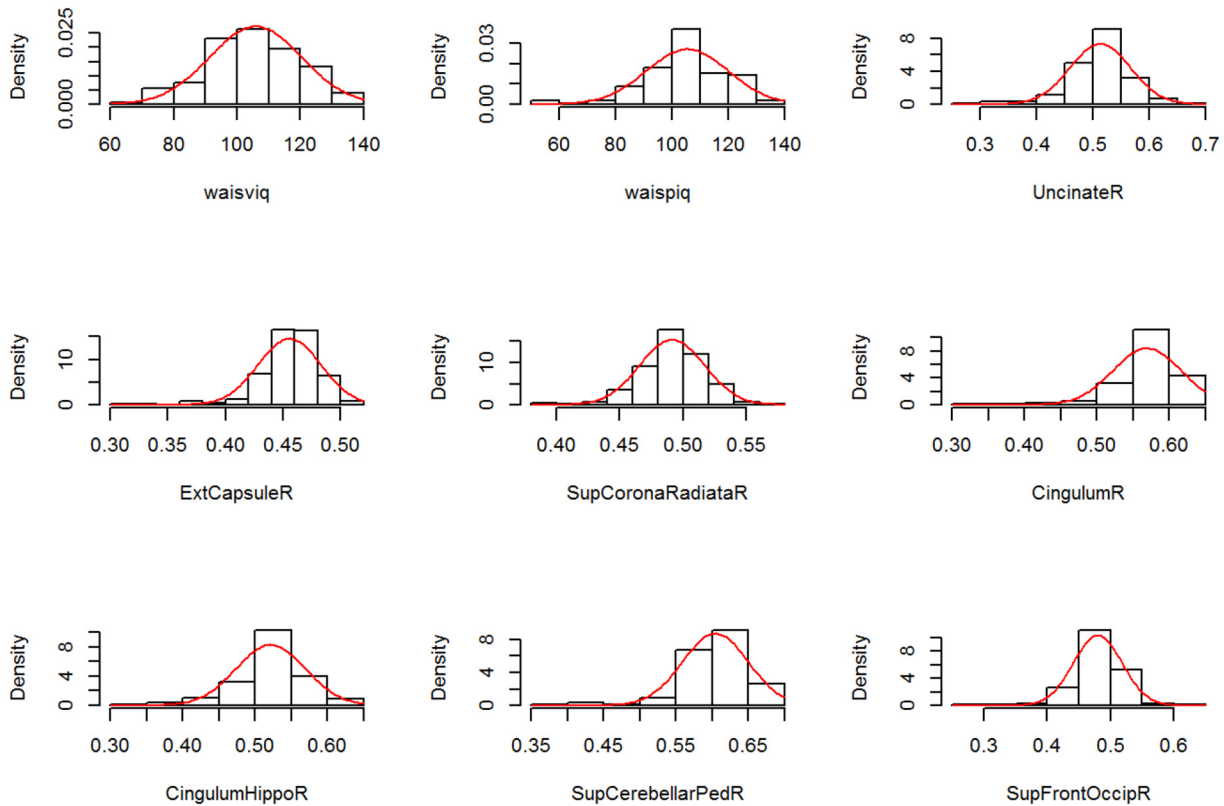 Density
0.000 0.025
60 80 100 120 140
waisviq
Density
0.00 0.03
60 80 100 120 140
waispiq
Density
0 4 8
0.3 0.4 0.5 0.6 0.7
UncinateR
Density
0 10
0.30 0.35 0.40 0.45 0.50
ExtCapsuleR
Density
0 10
0.40 0.45 0.50 0.55
SupCoronaRadiataR
Density
0 4 8
0.30 0.40 0.50 0.60
CingulumR
Density
0 4 8
0.30 0.40 0.50 0.60
CingulumHippoR
Density
0 4 8
0.35 0.45 0.55 0.65
SupCerebellarPedR
Density
0 4 8
0.3 0.4 0.5 0.6
SupFrontOccipR